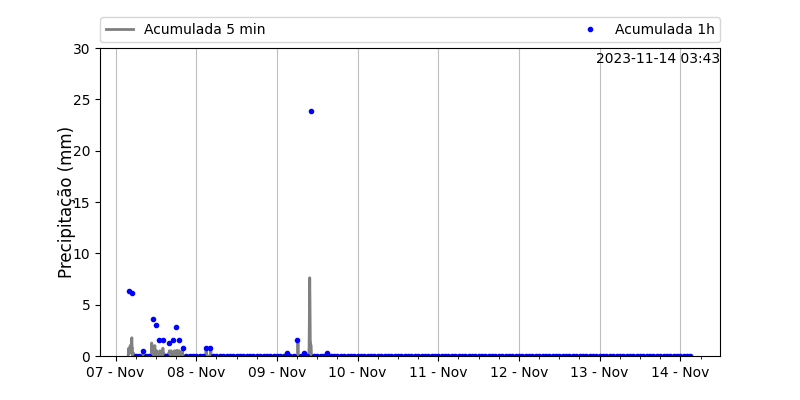 Acumulada 5 min
Acumulada 1h
2023-11-14 03:43
Precipitação (mm)
30
25
20
15
10
5
0
07 - Nov
08 - Nov
09 - Nov
10 - Nov
11 - Nov
12 - Nov
13 - Nov
14 - Nov